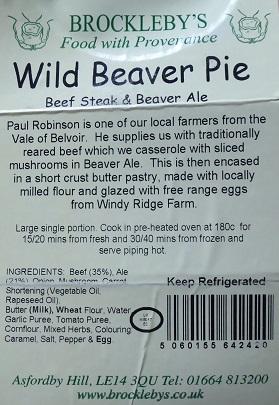 BROCKLEBY'S
Food with Provenance
Wild Beaver Pie
Beef Steak & Beaver Ale
Paul Robinson is one of our local farmers from the
Vale of Belvoir. He supplies us with traditionally
reared beef which we casserole with sliced
mushrooms in Beaver Ale. This is then encased
in a short crust butter pastry, made with locally
milled flour and glazed with free range eggs
from Windy Ridge Farm.
Large single portion. Cook in pre-heated oven at 180c for
15/20 mins from fresh and 30/40 mins from frozen and
serve piping hot.
INGREDIENTS: Beef (35%), Ale
(21%), Onion, Mushroom, Carrot,
Shortening (Vegetable Oil,
Rapeseed Oil),
Butter (Milk), Wheat Flour, Water
Garlic Puree, Tomato Puree,
Cornflour, Mixed Herbs, Colouring
Caramel, Salt, Pepper & Egg.
Keep Refrigerated
5 060155 642420
Asfordby Hill, LE14 3QU Tel: 01664 813200
www.brocklebys.co.uk